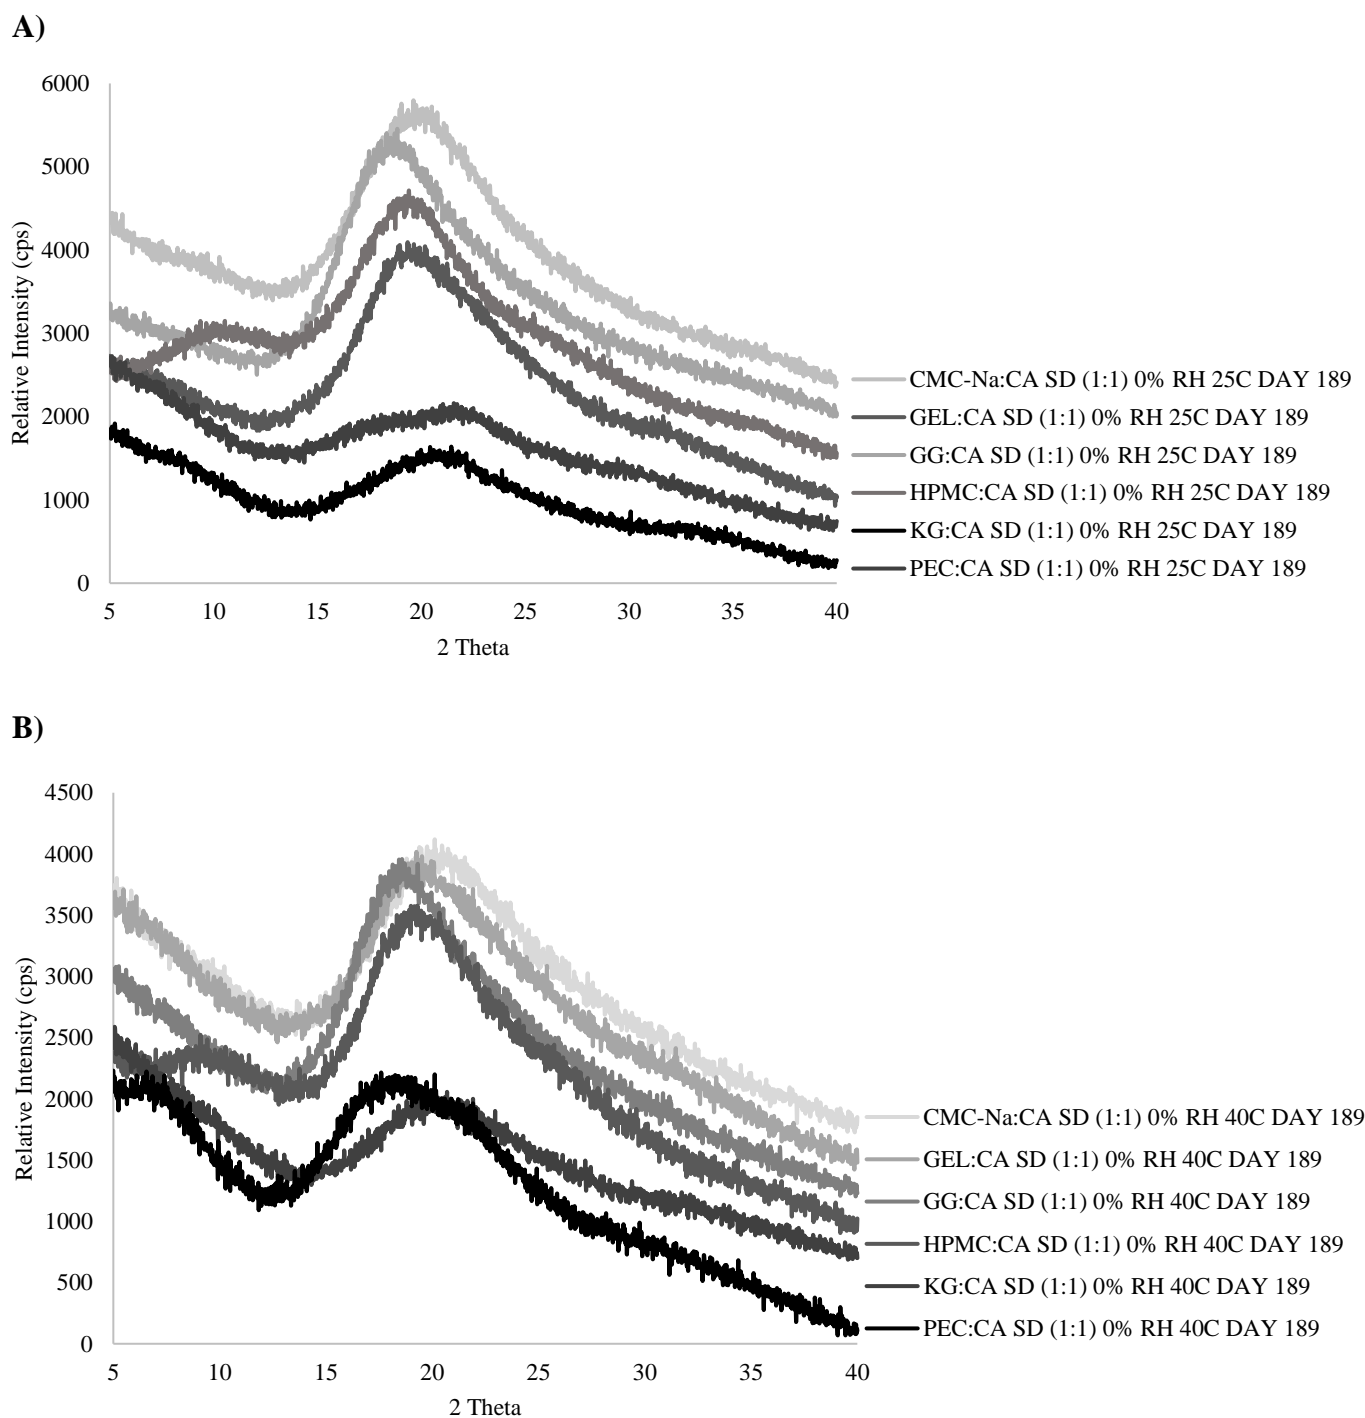 A)
6000
5000
4000
3000
2000
1000
0
Relative Intensity (cps)
5 10 15 20 25 30 35 40
2 Theta
CMC-Na:CA SD (1:1) 0% RH 25C DAY 189
GEL:CA SD (1:1) 0% RH 25C DAY 189
GG:CA SD (1:1) 0% RH 25C DAY 189
HPMC:CA SD (1:1) 0% RH 25C DAY 189
KG:CA SD (1:1) 0% RH 25C DAY 189
PEC:CA SD (1:1) 0% RH 25C DAY 189
B)
4500
4000
3500
3000
2500
2000
1500
1000
500
0
Relative Intensity (cps)
5 10 15 20 25 30 35 40
2 Theta
CMC-Na:CA SD (1:1) 0% RH 40C DAY 189
GEL:CA SD (1:1) 0% RH 40C DAY 189
GG:CA SD (1:1) 0% RH 40C DAY 189
HPMC:CA SD (1:1) 0% RH 40C DAY 189
KG:CA SD (1:1) 0% RH 40C DAY 189
PEC:CA SD (1:1) 0% RH 40C DAY 189